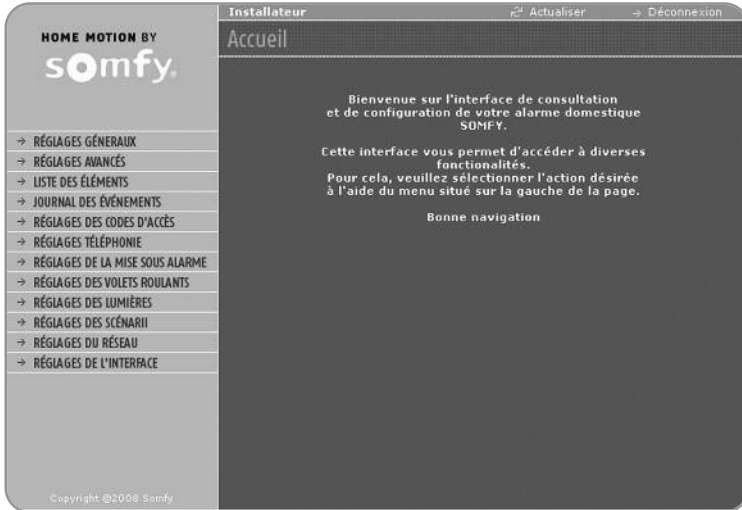 Installateur
Actualiser
→ Déconnexion
HOME MOTION BY
somfy.
Accueil
Bienvenue sur l'interface de consultation
et de configuration de votre alarme domestique
SOMFY.
Cette interface vous permet d'accéder à diverses
fonctionalités.
Pour cela, veuillez sélectionner l'action désirée
à l'aide du menu situé sur la gauche de la page.
Bonne navigation
→ RÉGLAGES GÉNERAUX
→ RÉGLAGES AVANCÉS
→ LISTE DES ÉLÉMENTS
→ JOURNAL DES ÉVÉNEMENTS
→ RÉGLAGES DES CODES D'ACCÈS
→ RÉGLAGES TÉLÉPHONIE
→ RÉGLAGES DE LA MISE SOUS ALARME
→ RÉGLAGES DES VOLETS ROULANTS
→ RÉGLAGES DES LUMIÈRES
→ RÉGLAGES DES SCÉNARII
→ RÉGLAGES DU RÉSEAU
→ RÉGLAGES DE L'INTERFACE
Copyright @2008 Somfy